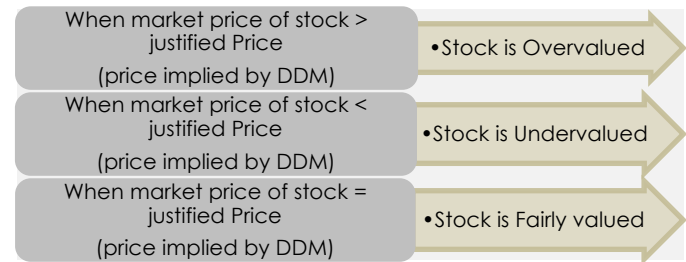 When market price of stock >
justified Price
(price implied by DDM)
•Stock is Overvalued
When market price of stock <
justified Price
(price implied by DDM)
•Stock is Undervalued
When market price of stock =
justified Price
(price implied by DDM)
•Stock is Fairly valued